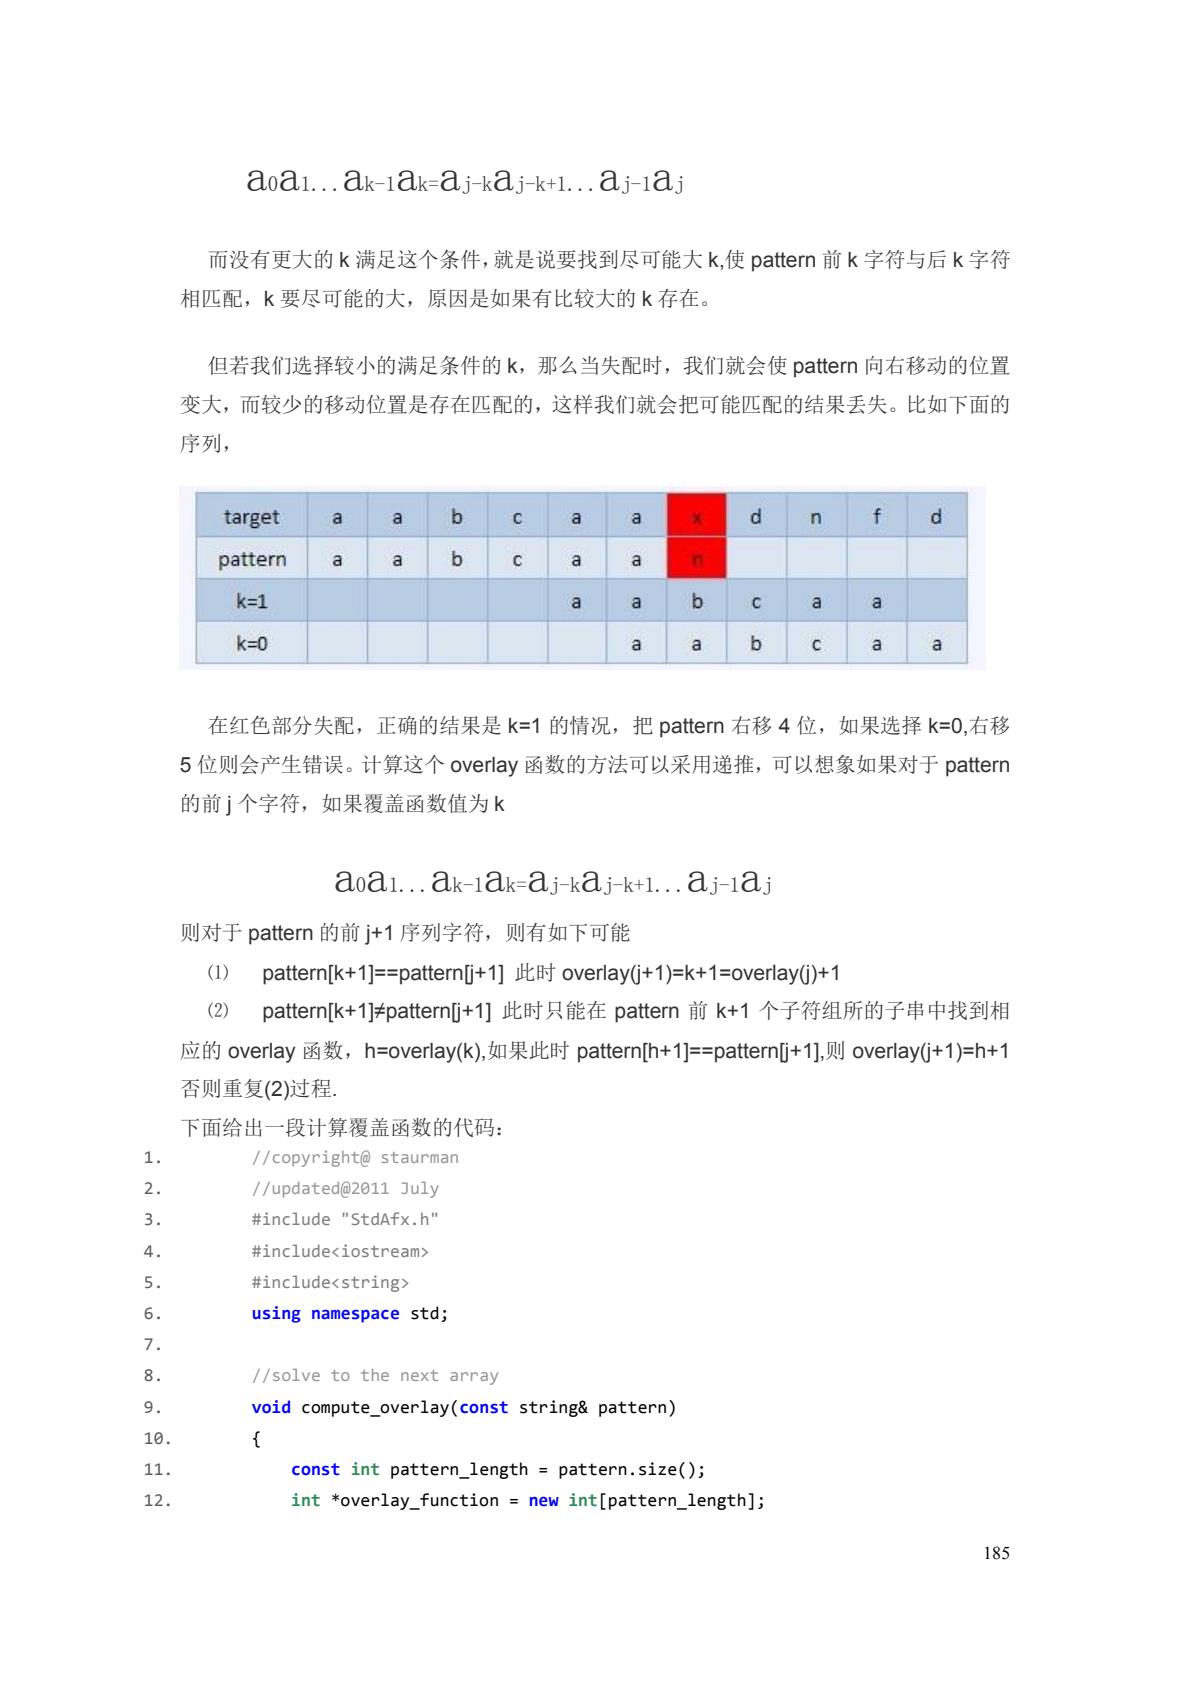 a0a1...ak-1ak=aj-kaj-k+1...aj-1aj
而没有更大的 k 满足这个条件，就是说要找到尽可能大 k,使 pattern 前 k 字符与后 k 字符
相匹配，k 要尽可能的大，原因是如果有比较大的 k 存在。
但若我们选择较小的满足条件的 k，那么当失配时，我们就会使 pattern 向右移动的位置
变大，而较少的移动位置是存在匹配的，这样我们就会把可能匹配的结果丢失。比如下面的
序列，
target a a b c a a x d n f d
pattern a a b c a a n
k=1 a a b c a a
k=0 a a b c a a
在红色部分失配，正确的结果是 k=1 的情况，把 pattern 右移 4 位，如果选择 k=0,右移
5 位则会产生错误。计算这个 overlay 函数的方法可以采用递推，可以想象如果对于 pattern
的前 j 个字符，如果覆盖函数值为 k
a0a1...ak-1ak=aj-kaj-k+1...aj-1aj
则对于 pattern 的前 j+1 序列字符，则有如下可能
⑴ pattern[k+1]==pattern[j+1] 此时 overlay(j+1)=k+1=overlay(j)+1
⑵ pattern[k+1]≠pattern[j+1] 此时只能在 pattern 前 k+1 个子符组所的子串中找到相
应的 overlay 函数，h=overlay(k),如果此时 pattern[h+1]==pattern[j+1],则 overlay(j+1)=h+1
否则重复(2)过程.
下面给出一段计算覆盖函数的代码：
1. //copyright@ staurman
2. //updated@2011 July
3. #include "StdAfx.h"
4. #include<iostream>
5. #include<string>
6. using namespace std;
7.
8. //solve to the next array
9. void compute_overlay(const string& pattern)
10. {
11. const int pattern_length = pattern.size();
12. int *overlay_function = new int[pattern_length];
185